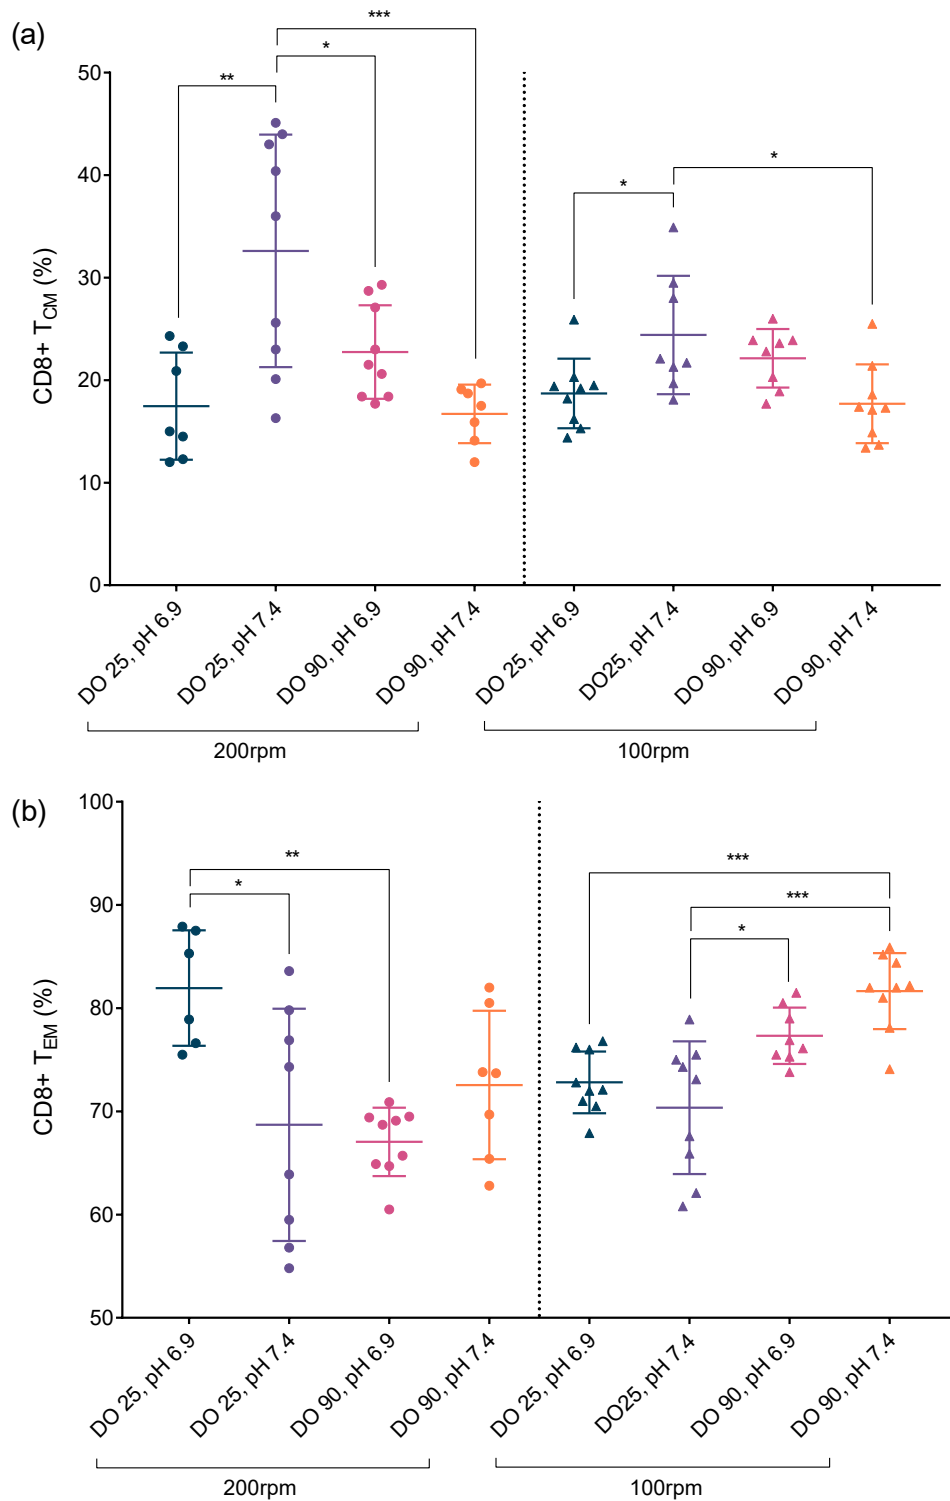 (a)
***
*
**
*
*
50
40
30
20
10
0
CD8+ TCM (%)
DO 25, pH 6.9
DO 25, pH 7.4
DO 90, pH 6.9
DO 90, pH 7.4
DO 25, pH 6.9
DO25, pH 7.4
DO 90, pH 6.9
DO 90, pH 7.4
200rpm
100rpm
(b)
**
*
***
***
*
100
90
80
70
60
50
CD8+ TEM (%)
DO 25, pH 6.9
DO 25, pH 7.4
DO 90, pH 6.9
DO 90, pH 7.4
DO 25, pH 6.9
DO25, pH 7.4
DO 90, pH 6.9
DO 90, pH 7.4
200rpm
100rpm